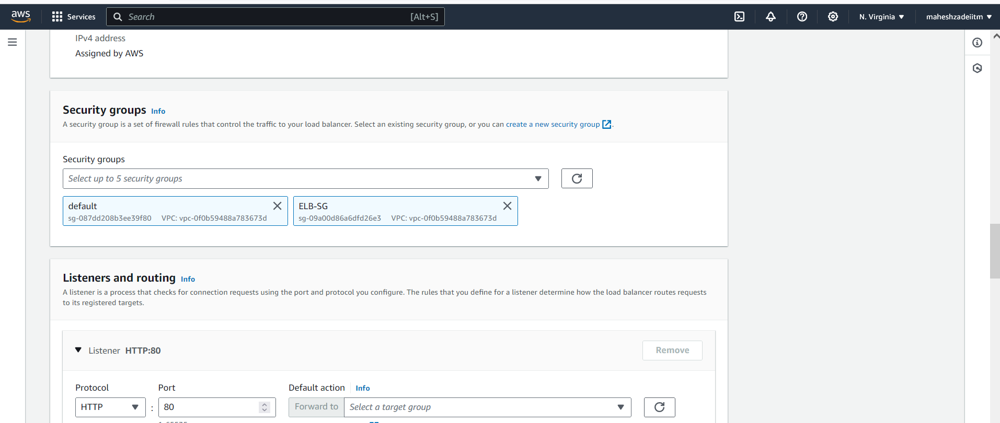 aws Services Search [Alt+S] N. Virginia maheshzadeiitm
IPv4 address
Assigned by AWS
Security groups Info
A security group is a set of firewall rules that control the traffic to your load balancer. Select an existing security group, or you can create a new security group .
Security groups
Select up to 5 security groups
default
sg-087dd208b3ee39f80 VPC: vpc-0f0b59488a783673d
ELB-SG
sg-09a00d86a6dfd26e3 VPC: vpc-0f0b59488a783673d
Listeners and routing Info
A listener is a process that checks for connection requests using the port and protocol you configure. The rules that you define for a listener determine how the load balancer routes requests
to its registered targets.
Listener HTTP:80 Remove
Protocol Port Default action Info
HTTP : 80 Forward to Select a target group